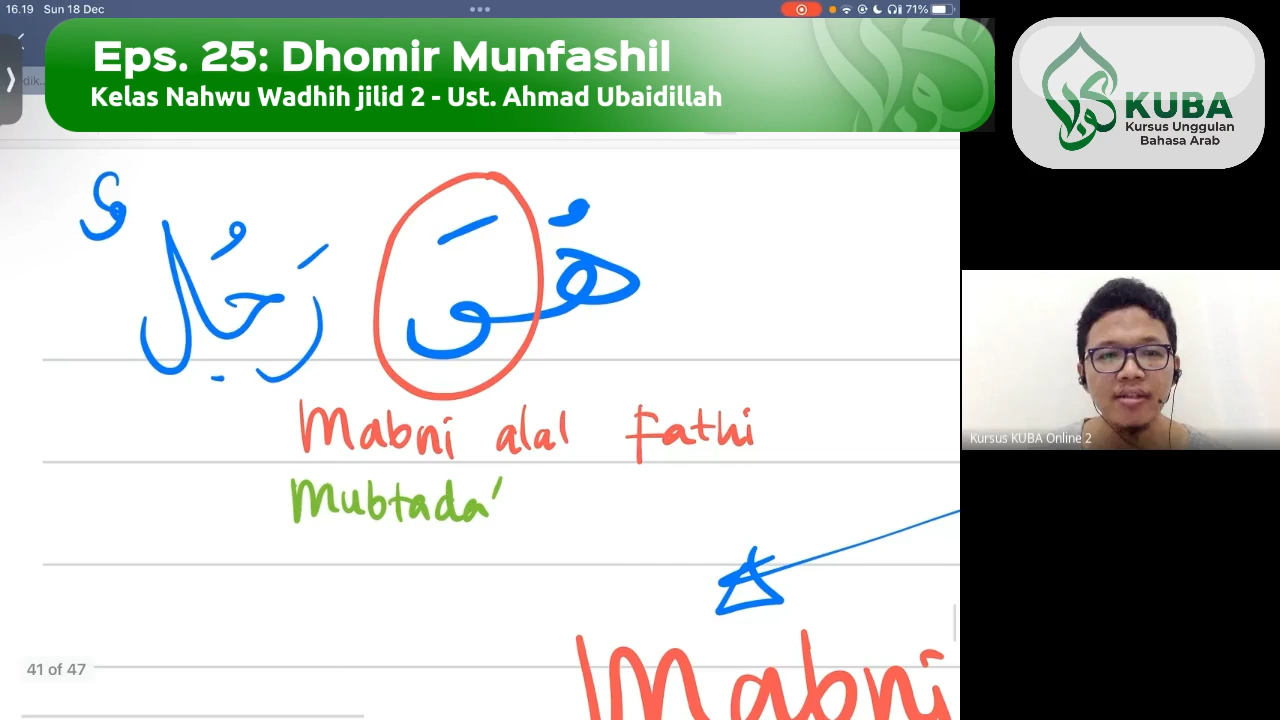 16.19 Sun 18 Dec
71%
dik...
Eps. 25: Dhomir Munfashil
Kelas Nahwu Wadhih jilid 2 - Ust. Ahmad Ubaidillah
KUBA
Kursus Unggulan
Bahasa Arab
هُوَ رَجُلٌ
Mabni alal fathi
Mubtada'
Mabni
41 of 47
Kursus KUBA Online 2